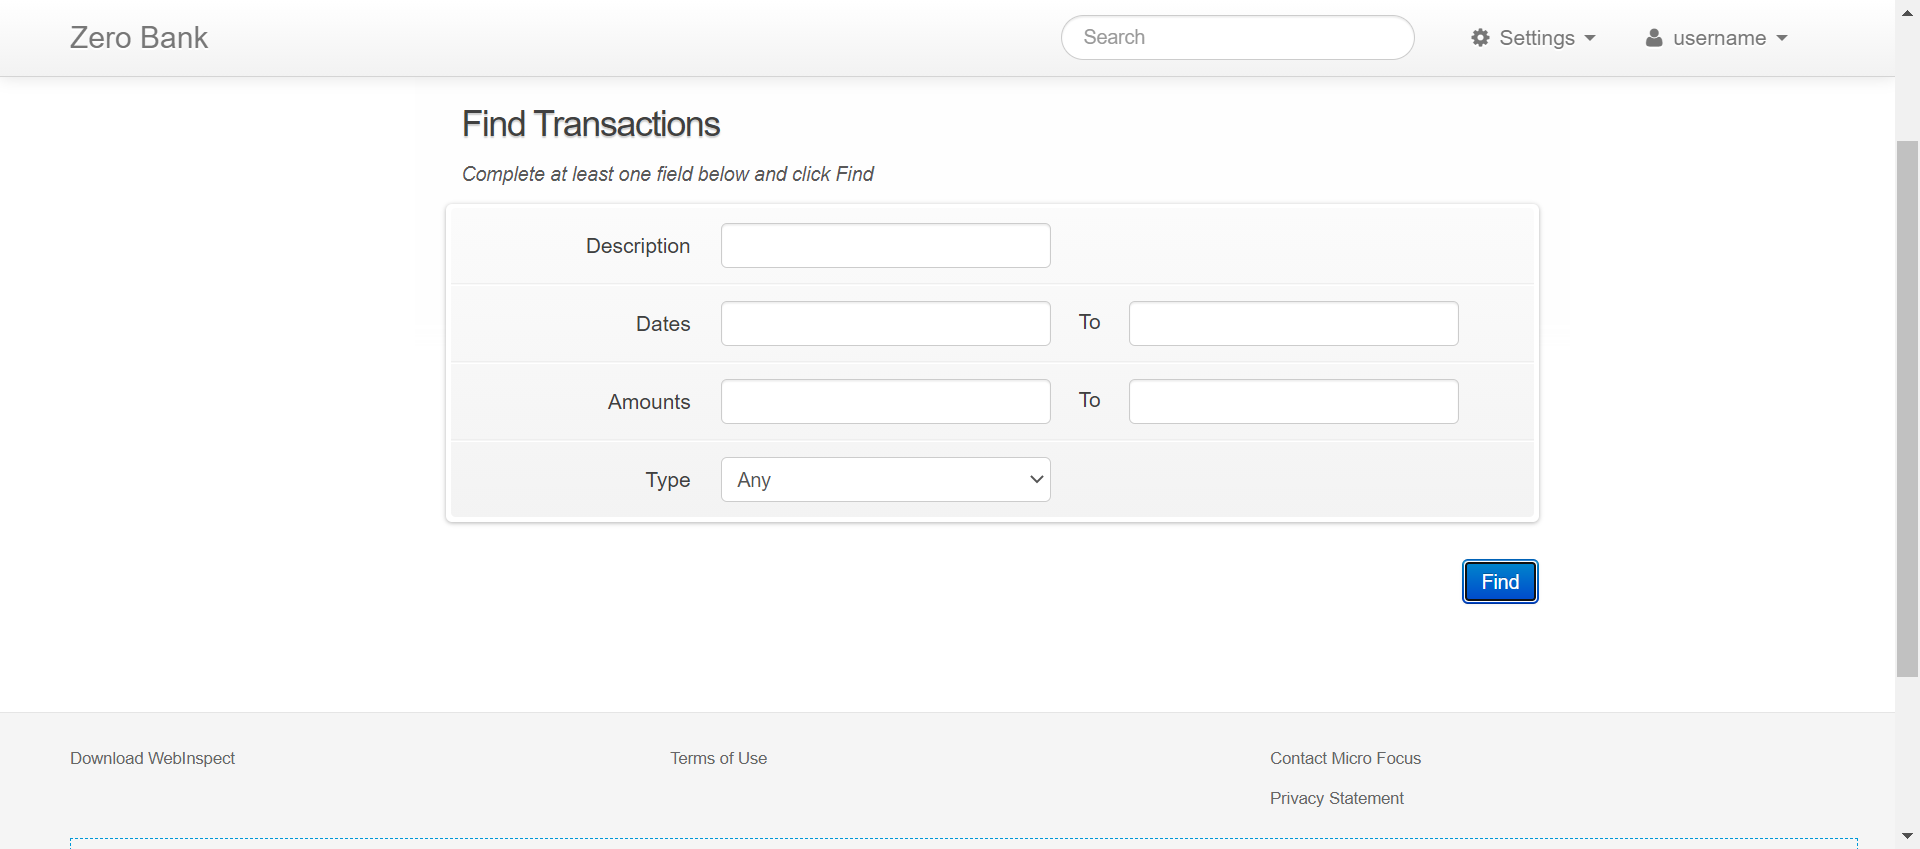 Zero Bank
Search
Settings
username
Find Transactions
Complete at least one field below and click Find
Description
Dates
To
Amounts
To
Type
Any
Find
Download WebInspect
Terms of Use
Contact Micro Focus
Privacy Statement